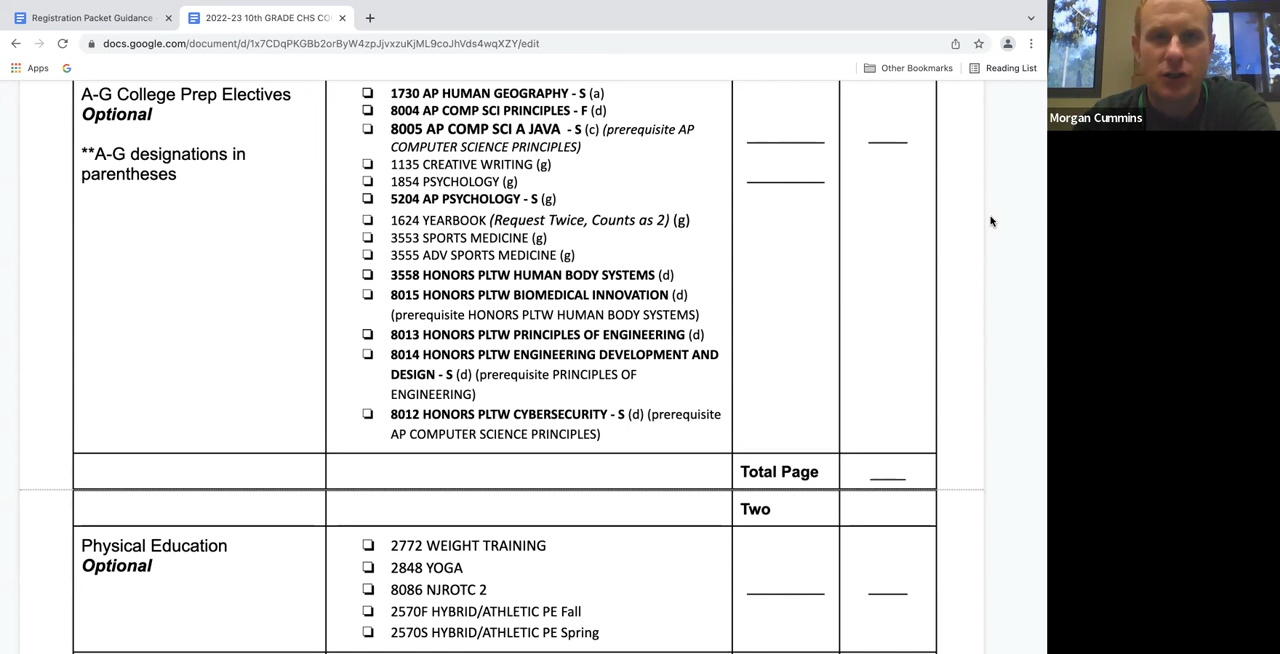 Registration Packet Guidance -
2022-23 10th GRADE CHS CO
docs.google.com/document/d/1x7CDqPKGBb2orByW4zpJjvxzuKjML9coJhVds4wqXZY/edit
Apps
Other Bookmarks
Reading List
Morgan Cummins
A-G College Prep Electives
Optional
**A-G designations in
parentheses
1730 AP HUMAN GEOGRAPHY - S (a)
8004 AP COMP SCI PRINCIPLES - F (d)
8005 AP COMP SCI A JAVA - S (c) (prerequisite AP
COMPUTER SCIENCE PRINCIPLES)
1135 CREATIVE WRITING (g)
1854 PSYCHOLOGY (g)
5204 AP PSYCHOLOGY - S (g)
1624 YEARBOOK (Request Twice, Counts as 2) (g)
3553 SPORTS MEDICINE (g)
3555 ADV SPORTS MEDICINE (g)
3558 HONORS PLTW HUMAN BODY SYSTEMS (d)
8015 HONORS PLTW BIOMEDICAL INNOVATION (d)
(prerequisite HONORS PLTW HUMAN BODY SYSTEMS)
8013 HONORS PLTW PRINCIPLES OF ENGINEERING (d)
8014 HONORS PLTW ENGINEERING DEVELOPMENT AND
DESIGN - S (d) (prerequisite PRINCIPLES OF
ENGINEERING)
8012 HONORS PLTW CYBERSECURITY - S (d) (prerequisite
AP COMPUTER SCIENCE PRINCIPLES)
Total Page
Two
Physical Education
Optional
2772 WEIGHT TRAINING
2848 YOGA
8086 NJROTC 2
2570F HYBRID/ATHLETIC PE Fall
2570S HYBRID/ATHLETIC PE Spring